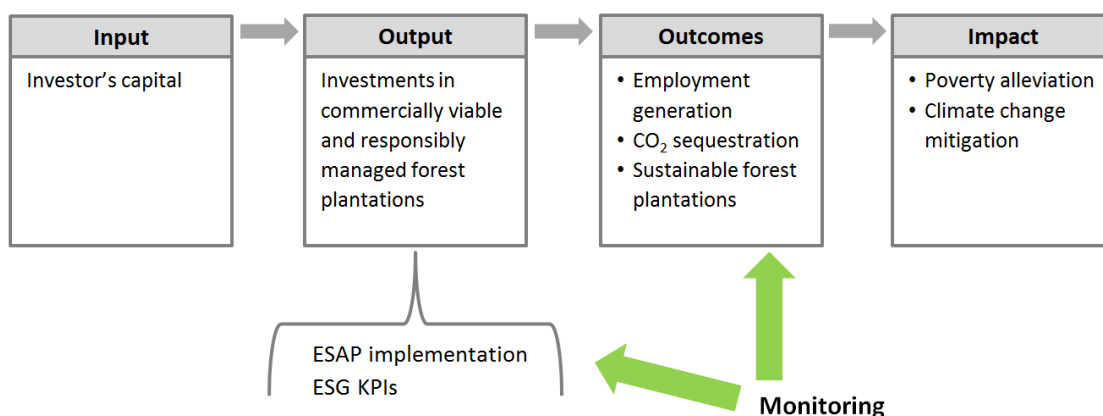 Input
Investor’s capital
Output
Investments in
commercially viable
and responsibly
managed forest
plantations
Outcomes
• Employment
generation
• CO₂ sequestration
• Sustainable forest
plantations
Impact
• Poverty alleviation
• Climate change
mitigation
ESAP implementation
ESG KPIs
Monitoring